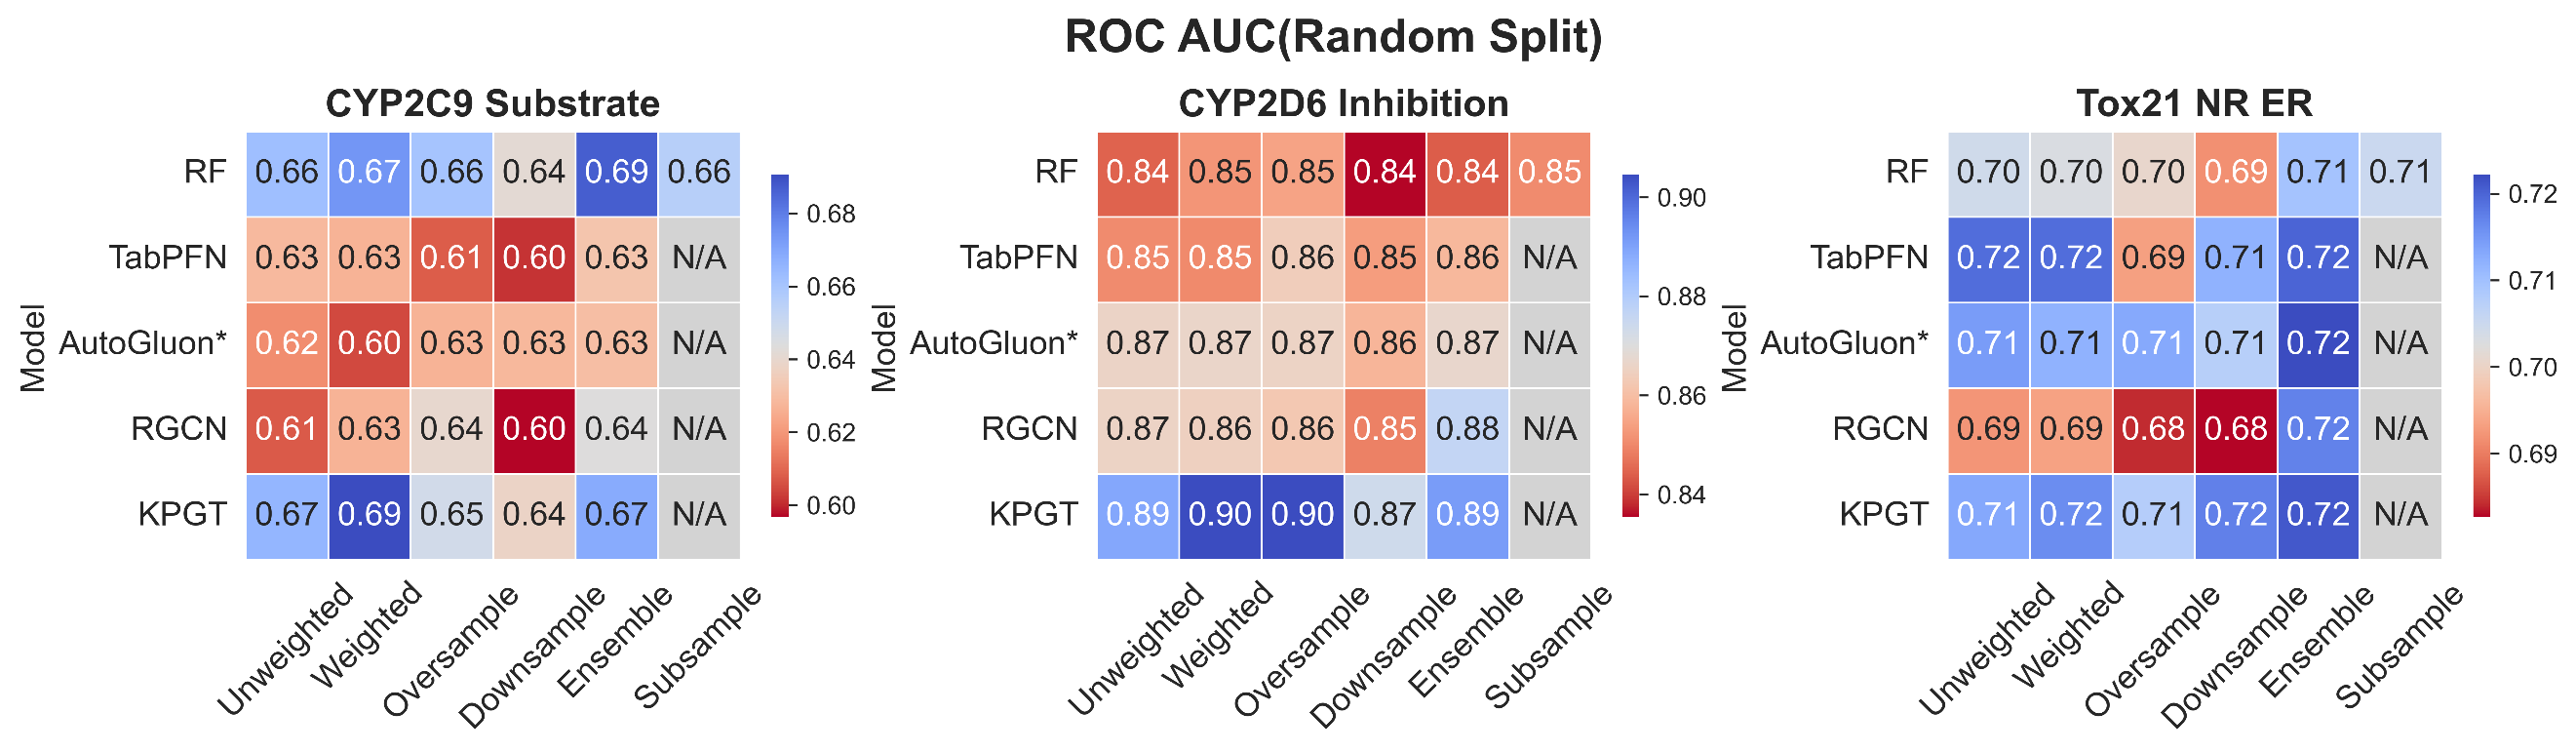 ROC AUC(Random Split)
CYP2C9 Substrate
Model
RF 0.66 0.67 0.66 0.64 0.69 0.66
TabPFN 0.63 0.63 0.61 0.60 0.63 N/A
AutoGluon* 0.62 0.60 0.63 0.63 0.63 N/A
RGCN 0.61 0.63 0.64 0.60 0.64 N/A
KPGT 0.67 0.69 0.65 0.64 0.67 N/A
Unweighted Weighted Oversample Downsample Ensemble Subsample
0.68
0.66
0.64
0.62
0.60
CYP2D6 Inhibition
Model
RF 0.84 0.85 0.85 0.84 0.84 0.85
TabPFN 0.85 0.85 0.86 0.85 0.86 N/A
AutoGluon* 0.87 0.87 0.87 0.86 0.87 N/A
RGCN 0.87 0.86 0.86 0.85 0.88 N/A
KPGT 0.89 0.90 0.90 0.87 0.89 N/A
Unweighted Weighted Oversample Downsample Ensemble Subsample
0.90
0.88
0.86
0.84
Tox21 NR ER
Model
RF 0.70 0.70 0.70 0.69 0.71 0.71
TabPFN 0.72 0.72 0.69 0.71 0.72 N/A
AutoGluon* 0.71 0.71 0.71 0.71 0.72 N/A
RGCN 0.69 0.69 0.68 0.68 0.72 N/A
KPGT 0.71 0.72 0.71 0.72 0.72 N/A
Unweighted Weighted Oversample Downsample Ensemble Subsample
0.72
0.71
0.70
0.69